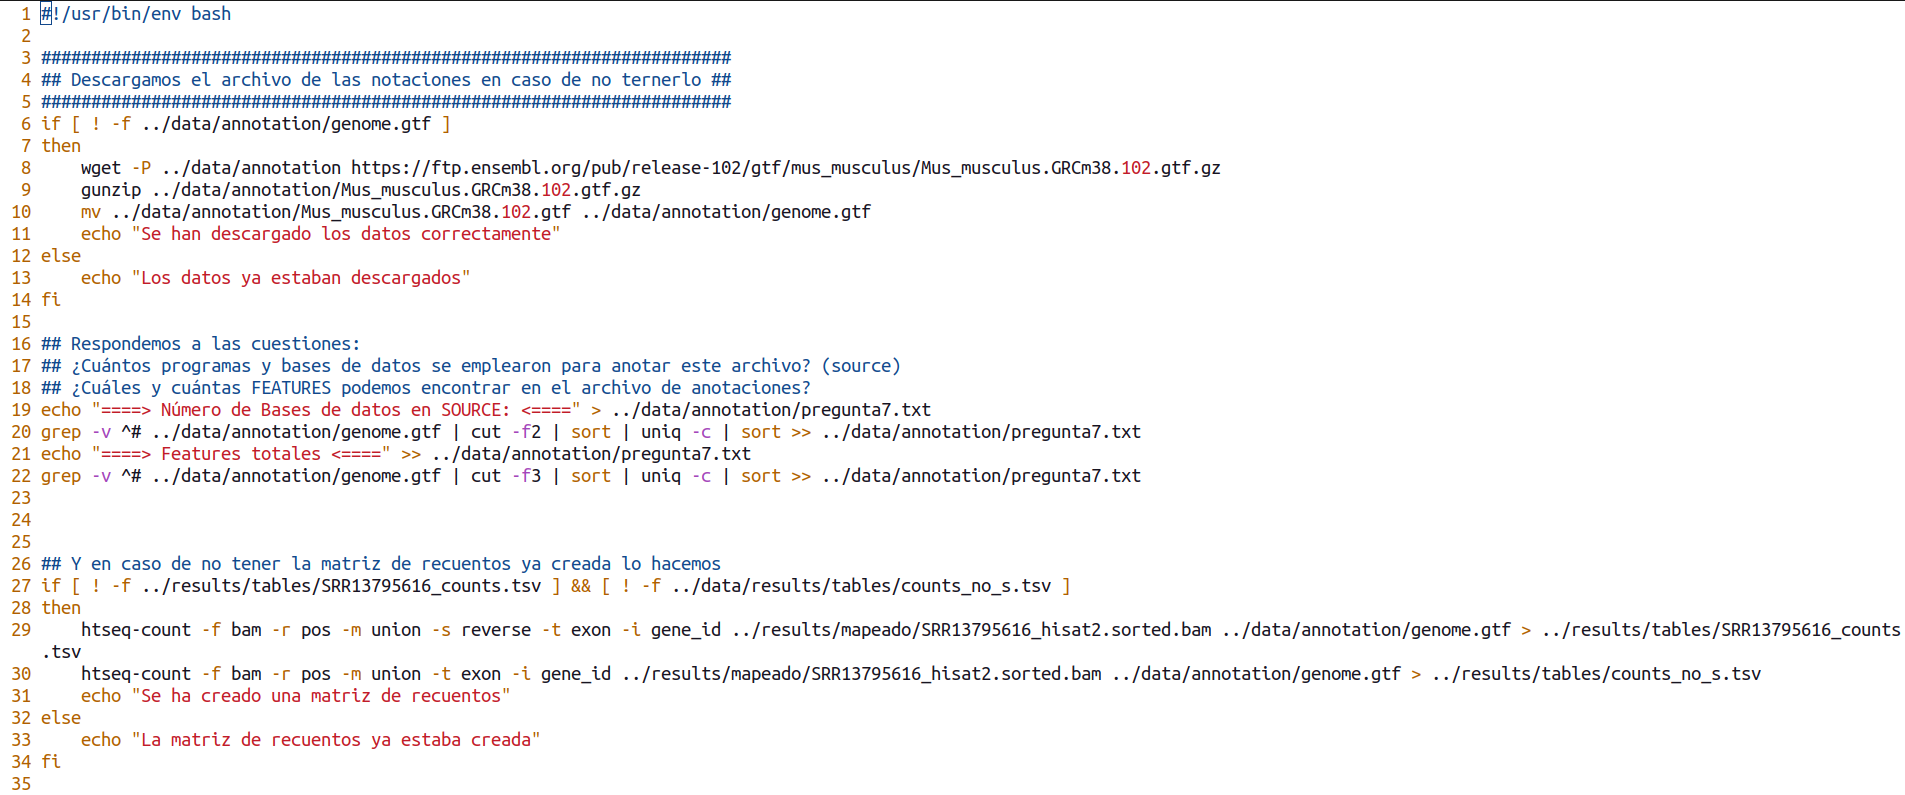 1 #!/usr/bin/env bash
2
3 #####################################################################
4 ## Descargamos el archivo de las notaciones en caso de no ternerlo ##
5 #####################################################################
6 if [ ! -f ../data/annotation/genome.gtf ]
7 then
8     wget -P ../data/annotation https://ftp.ensembl.org/pub/release-102/gtf/mus_musculus/Mus_musculus.GRCm38.102.gtf.gz
9     gunzip ../data/annotation/Mus_musculus.GRCm38.102.gtf.gz
10     mv ../data/annotation/Mus_musculus.GRCm38.102.gtf ../data/annotation/genome.gtf
11     echo "Se han descargado los datos correctamente"
12 else
13     echo "Los datos ya estaban descargados"
14 fi
15
16 ## Respondemos a las cuestiones:
17 ## ¿Cuántos programas y bases de datos se emplearon para anotar este archivo? (source)
18 ## ¿Cuáles y cuántas FEATURES podemos encontrar en el archivo de anotaciones?
19 echo "====> Número de Bases de datos en SOURCE: <====" > ../data/annotation/pregunta7.txt
20 grep -v ^# ../data/annotation/genome.gtf | cut -f2 | sort | uniq -c | sort >> ../data/annotation/pregunta7.txt
21 echo "====> Features totales <====" >> ../data/annotation/pregunta7.txt
22 grep -v ^# ../data/annotation/genome.gtf | cut -f3 | sort | uniq -c | sort >> ../data/annotation/pregunta7.txt
23
24
25
26 ## Y en caso de no tener la matriz de recuentos ya creada lo hacemos
27 if [ ! -f ../results/tables/SRR13795616_counts.tsv ] && [ ! -f ../data/results/tables/counts_no_s.tsv ]
28 then
29     htseq-count -f bam -r pos -m union -s reverse -t exon -i gene_id ../results/mapeado/SRR13795616_hisat2.sorted.bam ../data/annotation/genome.gtf > ../results/tables/SRR13795616_counts
.tsv
30     htseq-count -f bam -r pos -m union -t exon -i gene_id ../results/mapeado/SRR13795616_hisat2.sorted.bam ../data/annotation/genome.gtf > ../results/tables/counts_no_s.tsv
31     echo "Se ha creado una matriz de recuentos"
32 else
33     echo "La matriz de recuentos ya estaba creada"
34 fi
35